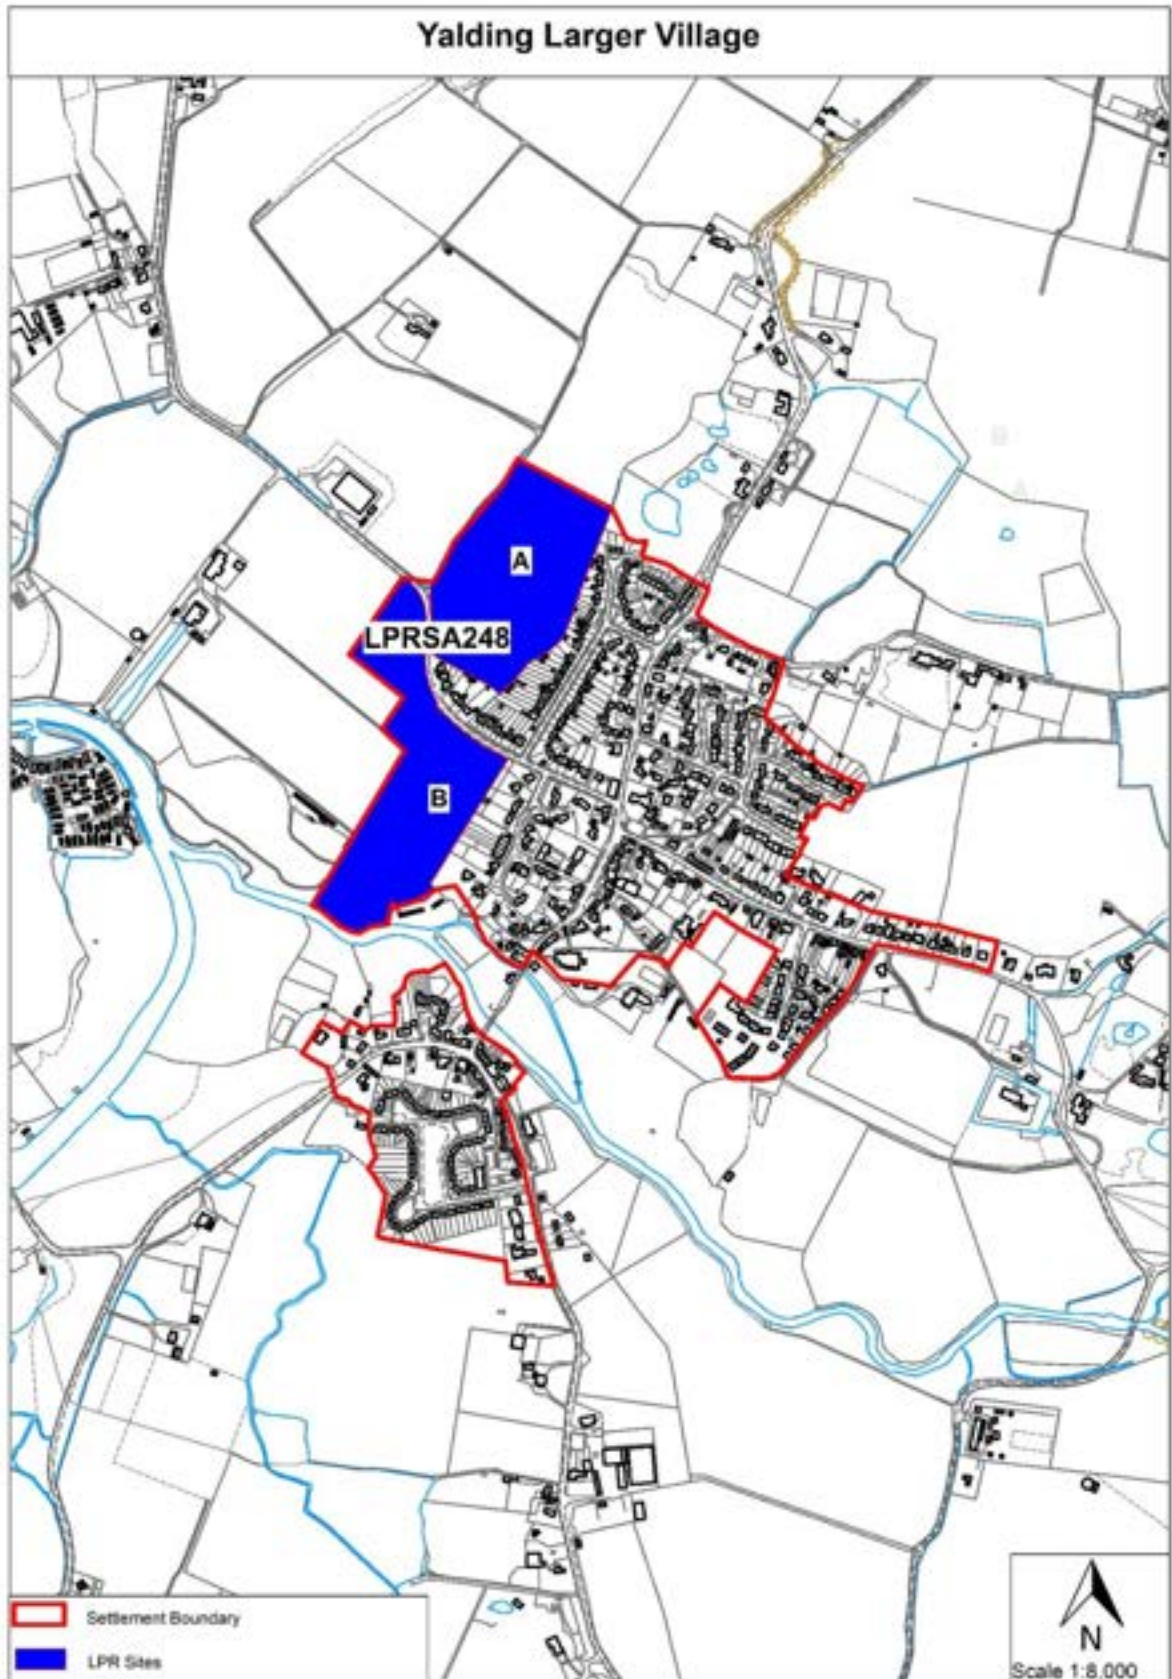 Yalding Larger Village
A
LPRSA248
B
Settlement Boundary
LPR Sites
N
Scale 1:8,000